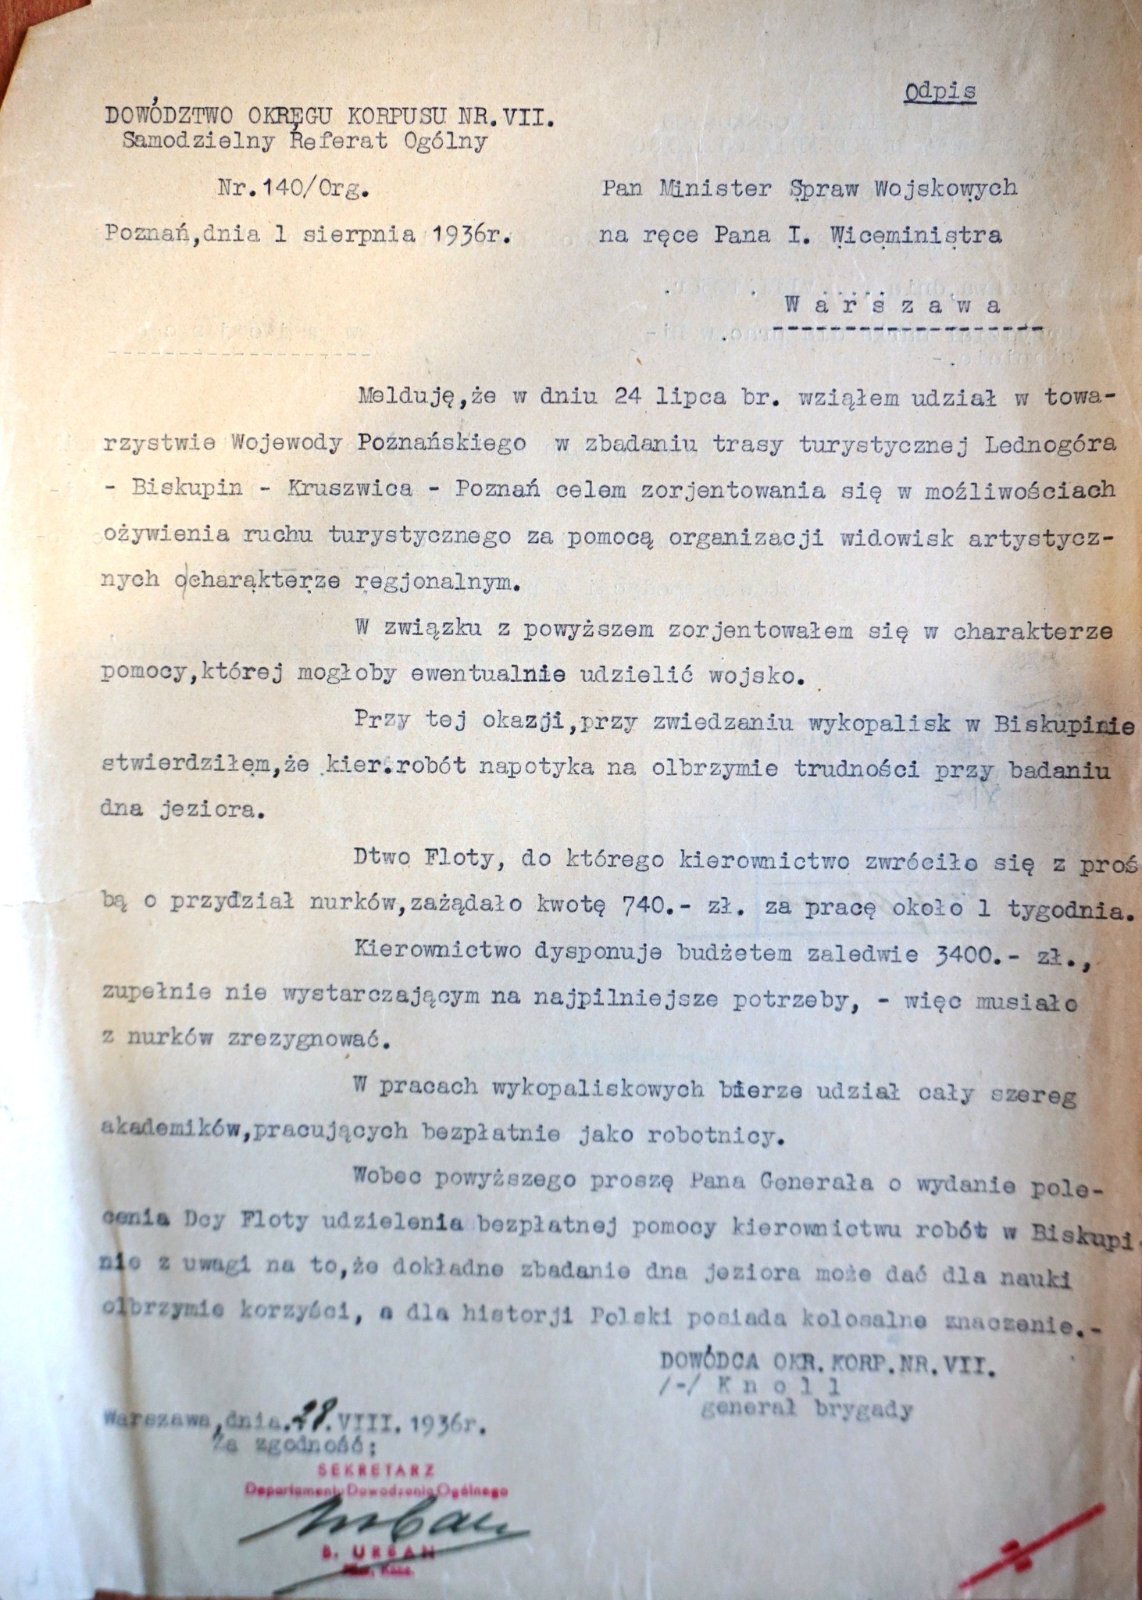 Odpis
DOWÓDZTWO OKRĘGU KORPUSU NR.VII.
Samodzielny Referat Ogólny
Nr.140/Org.
Pan Minister Spraw Wojskowych
Poznań,dnia 1 sierpnia 1936r.
na ręce Pana I. Wiceministra
W a r s z a w a
Melduję,że w dniu 24 lipca br. wziąłem udział w towa-
rzystwie Wojewody Poznańskiego w zbadaniu trasy turystycznej Lednogóra
- Biskupin - Kruszwica - Poznań celem zorjentowania się w możliwościach
ożywienia ruchu turystycznego za pomocą organizacji widowisk artystycz-
nych o|charakterze regjonalnym.
W związku z powyższem zorjentowałem się w charakterze
pomocy,której mogłoby ewentualnie udzielić wojsko.
Przy tej okazji,przy zwiedzaniu wykopalisk w Biskupinie
stwierdziłem,że kier.robót napotyka na olbrzymie trudności przy badaniu
dna jeziora.
Dtwo Floty, do którego kierownictwo zwróciło się z proś
bą o przydział nurków,zażądało kwotę 740.- zł. za pracę około 1 tygodnia.
Kierownictwo dysponuje budżetem zaledwie 3400.- zł.,
zupełnie nie wystarczającym na najpilniejsze potrzeby, - więc musiało
z nurków zrezygnować.
W pracach wykopaliskowych bierze udział cały szereg
akademików,pracujących bezpłatnie jako robotnicy.
Wobec powyższego proszę Pana Generała o wydanie pole-
cenia Dcy Floty udzielenia bezpłatnej pomocy kierownictwu robót w Biskupi
nie z uwagi na to,że dokładne zbadanie dna jeziora może dać dla nauki
olbrzymie korzyści, a dla historji Polski posiada kolosalne znaczenie.-
DOWÓDCA OKR.KORP.NR.VII.
/-/ K n o l l
generał brygady
Warszawa,dnia.28.VIII. 1936r.
Za zgodność:
SEKRETARZ
Departamentu Dowodzenia Ogólnego
B. URBAN